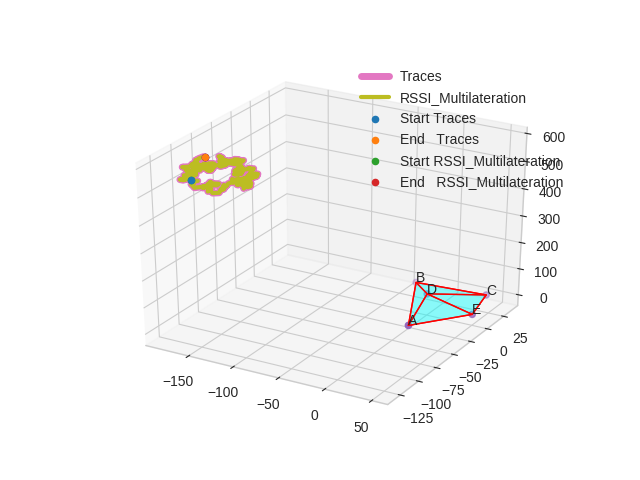 Traces
RSSI_Multilateration
Start Traces
End Traces
Start RSSI_Multilateration
End RSSI_Multilateration
600
500
400
300
200
100
0
B
D
C
E
A
25
0
−25
−50
−75
−100
−125
−150
−100
−50
0
50